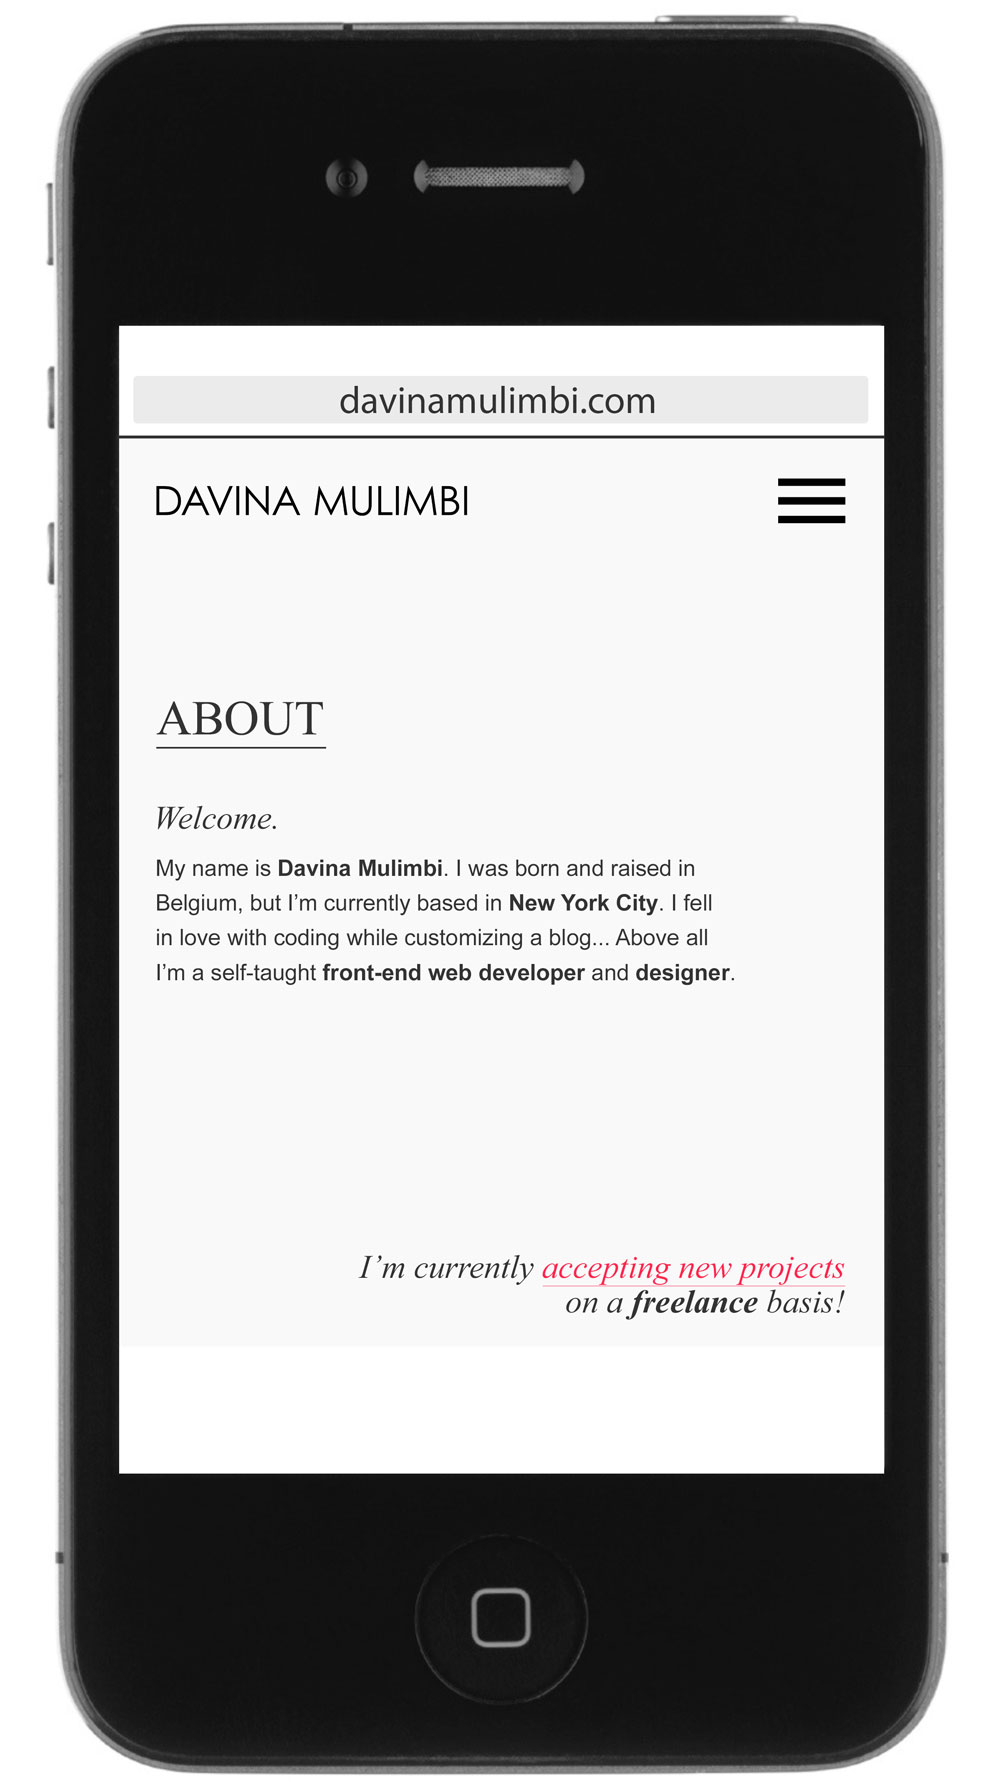 davinamulimbi.com
DAVINA MULIMBI
ABOUT
Welcome.
My name is Davina Mulimbi. I was born and raised in
Belgium, but I’m currently based in New York City. I fell
in love with coding while customizing a blog... Above all
I’m a self-taught front-end web developer and designer.
I’m currently accepting new projects
on a freelance basis!